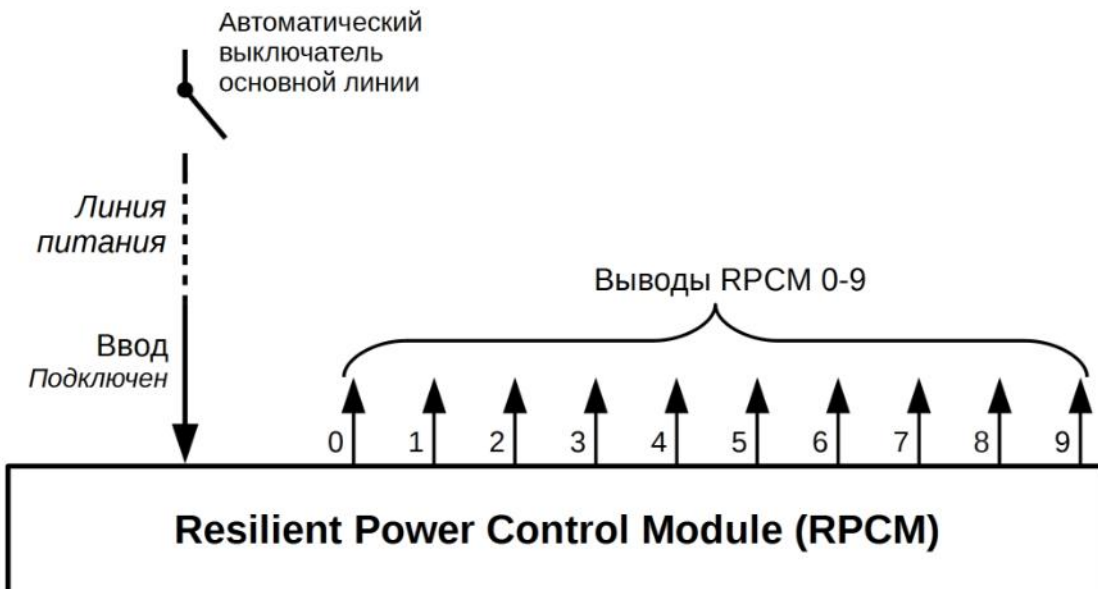 Автоматический
выключатель
основной линии
Линия
питания
Выводы RPCM 0-9
Ввод
Подключен
0 1 2 3 4 5 6 7 8 9
Resilient Power Control Module (RPCM)